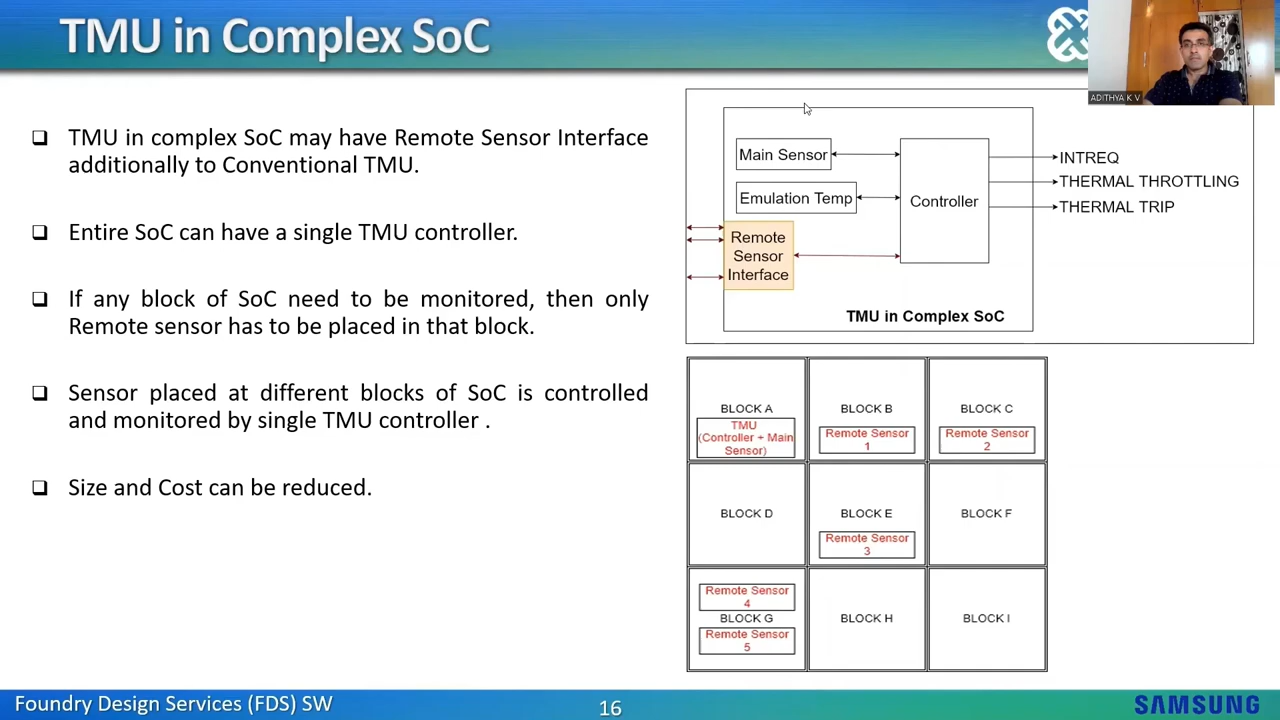 TMU in Complex SoC
ADITHYA K V
TMU in complex SoC may have Remote Sensor Interface
additionally to Conventional TMU.
Entire SoC can have a single TMU controller.
If any block of SoC need to be monitored, then only
Remote sensor has to be placed in that block.
Sensor placed at different blocks of SoC is controlled
and monitored by single TMU controller .
Size and Cost can be reduced.
Main Sensor
Emulation Temp
Remote
Sensor
Interface
Controller
INTREQ
THERMAL THROTTLING
THERMAL TRIP
TMU in Complex SoC
BLOCK A
TMU
(Controller + Main
Sensor)
BLOCK B
Remote Sensor
1
BLOCK C
Remote Sensor
2
BLOCK D
BLOCK E
Remote Sensor
3
BLOCK F
Remote Sensor
4
BLOCK G
Remote Sensor
5
BLOCK H
BLOCK I
Foundry Design Services (FDS) SW
16
SAMSUNG